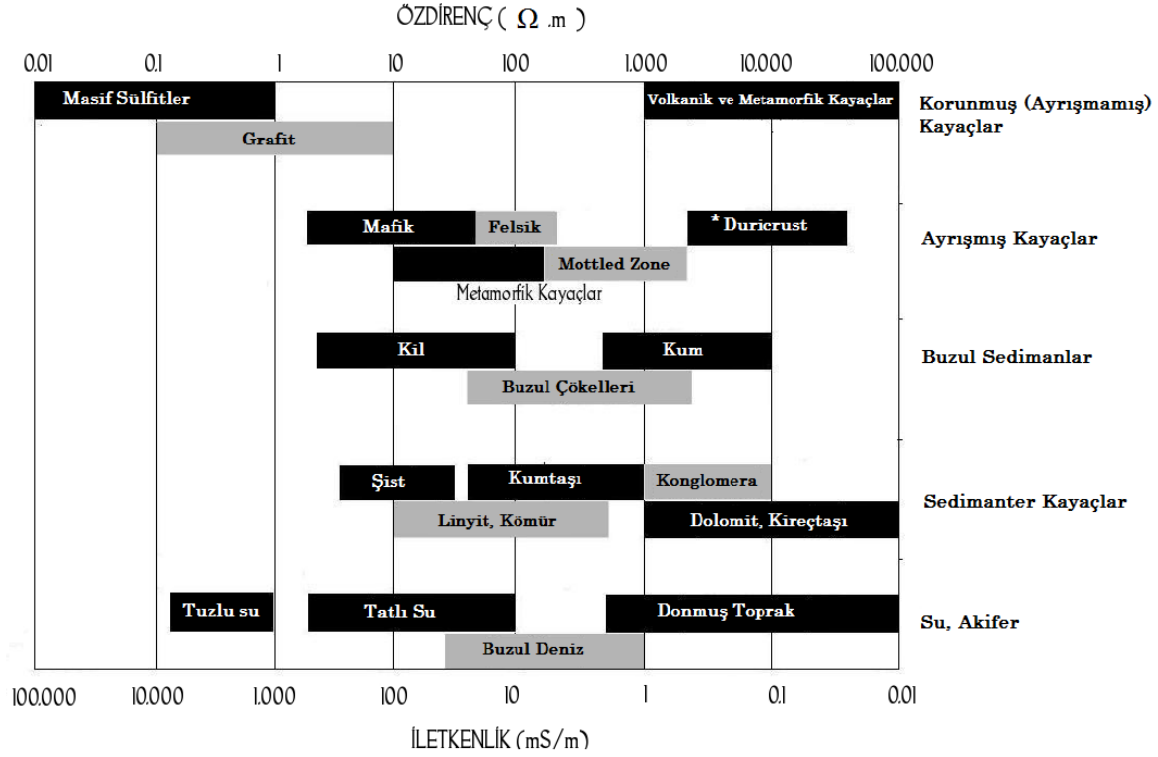 ÖZDİRENÇ ( Ω .m )
0.01 0.1 1 10 100 1.000 10.000 100.000
Masif Sülfitler
Volkanik ve Metamorfik Kayaçlar
Korunmuş (Ayrışmamış)
Kayaçlar
Grafit
Mafik
Felsik
* Duricrust
Ayrışmış Kayaçlar
Mottled Zone
Metamorfik Kayaçlar
Kil
Kum
Buzul Sedimanlar
Buzul Çökelleri
Şist
Kumtaşı
Konglomera
Sedimanter Kayaçlar
Linyit, Kömür
Dolomit, Kireçtaşı
Tuzlu su
Tatlı Su
Donmuş Toprak
Su, Akifer
Buzul Deniz
100.000 10.000 1.000 100 10 1 0.1 0.01
İLETKENLİK (mS/m)